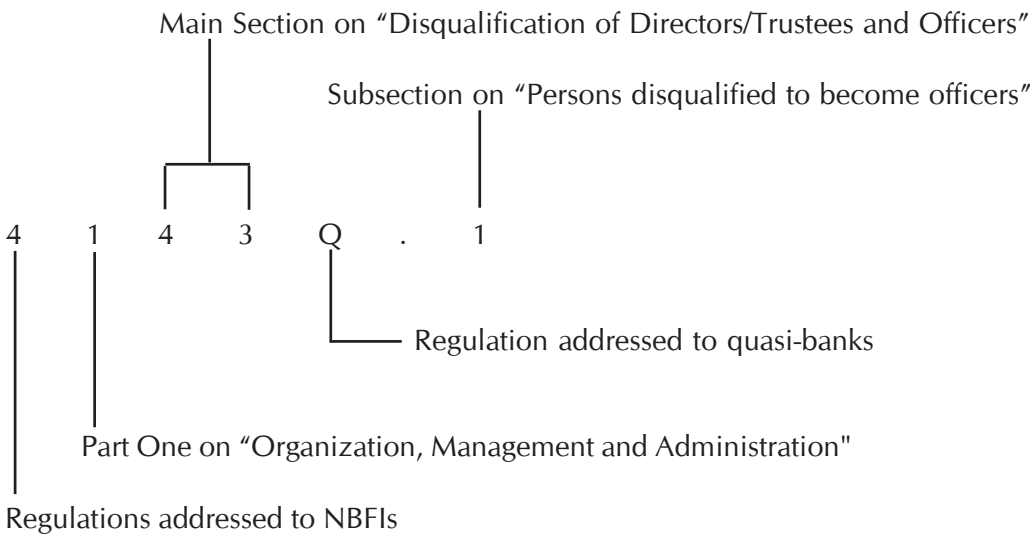 Main Section on “Disqualification of Directors/Trustees and Officers”
Subsection on “Persons disqualified to become officers”
4 1 4 3 Q . 1
Regulation addressed to quasi-banks
Part One on “Organization, Management and Administration"
Regulations addressed to NBFIs